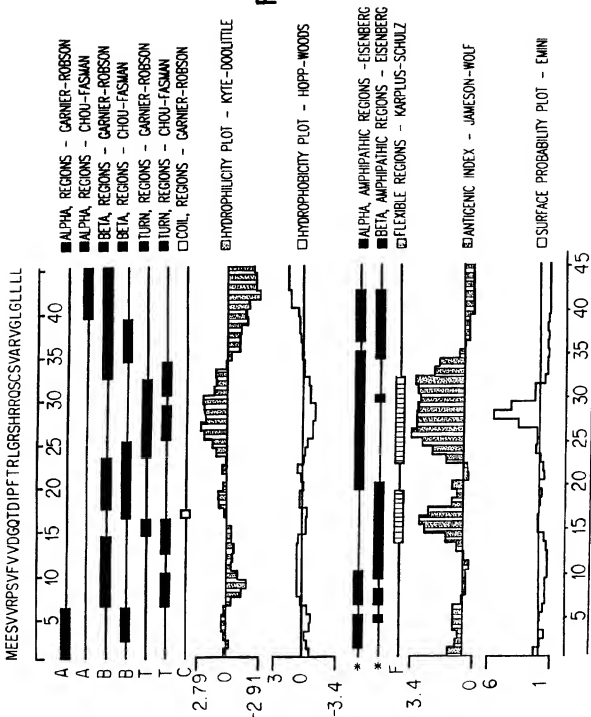 MEESVVRPSVFVVDGQTDIPFTRLGRSHRRQSCSVARVGLGLLLL
5 10 15 20 25 30 35 40
A ALPHA, REGIONS - GARNIER-ROBSON
A ALPHA, REGIONS - CHOU-FASMAN
B BETA, REGIONS - GARNIER-ROBSON
B BETA, REGIONS - CHOU-FASMAN
T TURN, REGIONS - GARNIER-ROBSON
T TURN, REGIONS - CHOU-FASMAN
C COIL, REGIONS - GARNIER-ROBSON
2.79
0 HYDROPHILICITY PLOT - KYTE-DOOLITTLE
-2.91
3
0 HYDROPHOBICITY PLOT - HOPP-WOODS
-3.4
* ALPHA, AMPHIPATHIC REGIONS - EISENBERG
* BETA, AMPHIPATHIC REGIONS - EISENBERG
F FLEXIBLE REGIONS - KARPLUS-SCHULZ
3.4
0 ANTIGENIC INDEX - JAMESON-WOLF
6
1 SURFACE PROBABILITY PLOT - EMINI
5 10 15 20 25 30 35 40 45